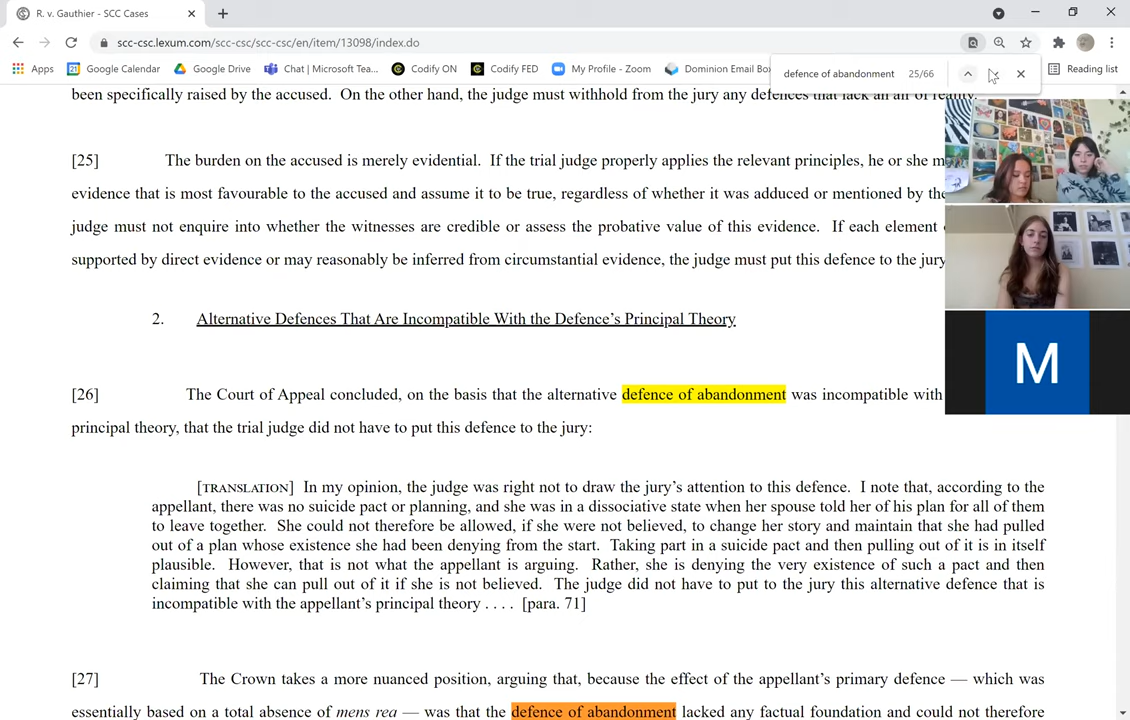 R. v. Gauthier - SCC Cases
scc-csc.lexum.com/scc-csc/scc-csc/en/item/13098/index.do
Apps Google Calendar Chat | Microsoft Tea... Codify ON Codify FED My Profile - Zoom Dominion Email Bo Reading list
defence of abandonment 25/66
been specifically raised by the accused. On the other hand, the judge must withhold from the jury any defences that lack an air of reality.
[25] The burden on the accused is merely evidential. If the trial judge properly applies the relevant principles, he or she m
evidence that is most favourable to the accused and assume it to be true, regardless of whether it was adduced or mentioned by the
judge must not enquire into whether the witnesses are credible or assess the probative value of this evidence. If each element
supported by direct evidence or may reasonably be inferred from circumstantial evidence, the judge must put this defence to the jury
2. Alternative Defences That Are Incompatible With the Defence's Principal Theory
[26] The Court of Appeal concluded, on the basis that the alternative defence of abandonment was incompatible with
principal theory, that the trial judge did not have to put this defence to the jury:
[TRANSLATION] In my opinion, the judge was right not to draw the jury's attention to this defence. I note that, according to the
appellant, there was no suicide pact or planning, and she was in a dissociative state when her spouse told her of his plan for all of them
to leave together. She could not therefore be allowed, if she were not believed, to change her story and maintain that she had pulled
out of a plan whose existence she had been denying from the start. Taking part in a suicide pact and then pulling out of it is in itself
plausible. However, that is not what the appellant is arguing. Rather, she is denying the very existence of such a pact and then
claiming that she can pull out of it if she is not believed. The judge did not have to put to the jury this alternative defence that is
incompatible with the appellant's principal theory . . . . [para. 71]
[27] The Crown takes a more nuanced position, arguing that, because the effect of the appellant's primary defence — which was
essentially based on a total absence of mens rea — was that the defence of abandonment lacked any factual foundation and could not therefore
M